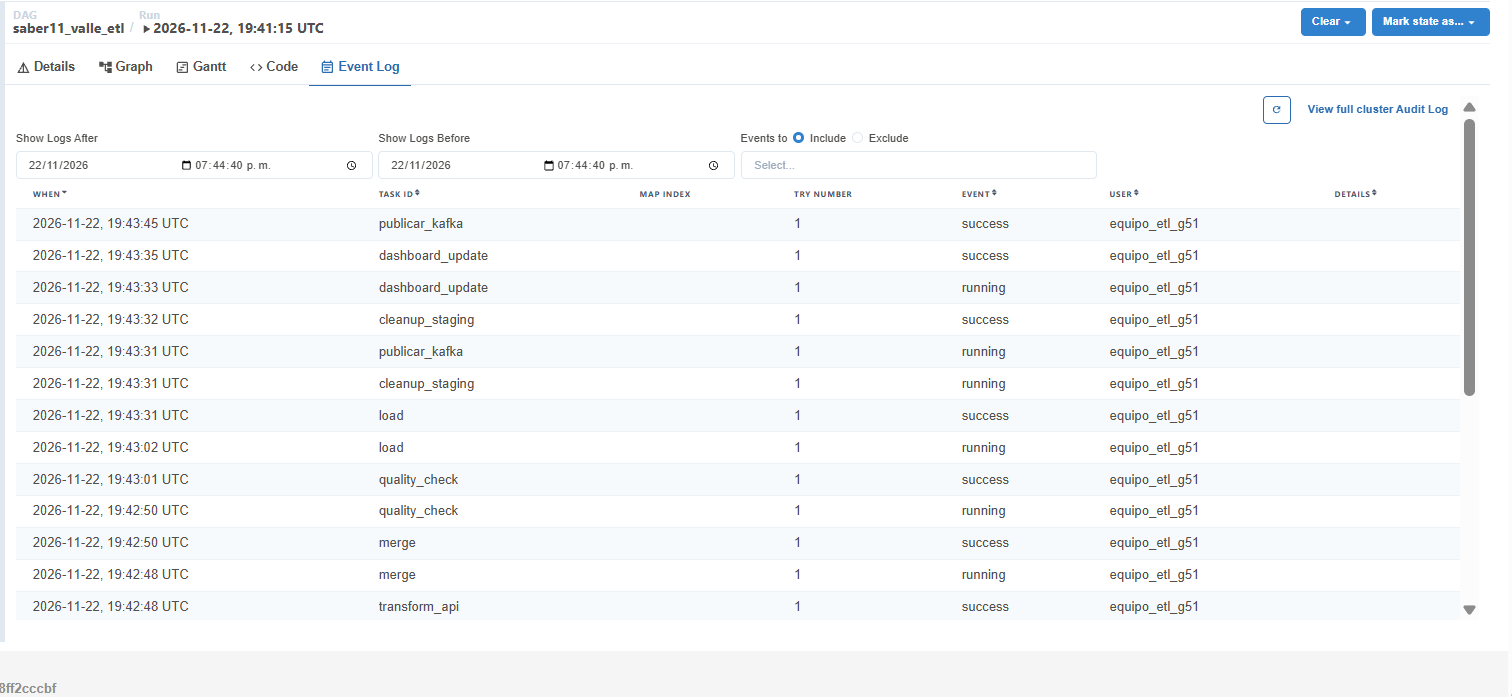 DAG Run
saber11_valle_etl / 2026-11-22, 19:41:15 UTC
Clear Mark state as...
Details Graph Gantt Code Event Log
View full cluster Audit Log
Show Logs After Show Logs Before Events to Include Exclude
22/11/2026 07:44:40 p. m. 22/11/2026 07:44:40 p. m. Select...
WHEN TASK ID MAP INDEX TRY NUMBER EVENT USER DETAILS
2026-11-22, 19:43:45 UTC publicar_kafka 1 success equipo_etl_g51
2026-11-22, 19:43:35 UTC dashboard_update 1 success equipo_etl_g51
2026-11-22, 19:43:33 UTC dashboard_update 1 running equipo_etl_g51
2026-11-22, 19:43:32 UTC cleanup_staging 1 success equipo_etl_g51
2026-11-22, 19:43:31 UTC publicar_kafka 1 running equipo_etl_g51
2026-11-22, 19:43:31 UTC cleanup_staging 1 running equipo_etl_g51
2026-11-22, 19:43:31 UTC load 1 success equipo_etl_g51
2026-11-22, 19:43:02 UTC load 1 running equipo_etl_g51
2026-11-22, 19:43:01 UTC quality_check 1 success equipo_etl_g51
2026-11-22, 19:42:50 UTC quality_check 1 running equipo_etl_g51
2026-11-22, 19:42:50 UTC merge 1 success equipo_etl_g51
2026-11-22, 19:42:48 UTC merge 1 running equipo_etl_g51
2026-11-22, 19:42:48 UTC transform_api 1 success equipo_etl_g51
8ff2cccbf